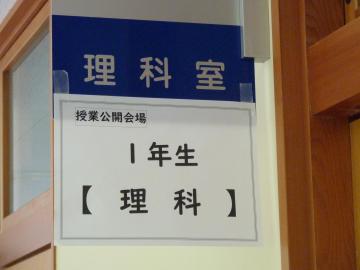 理科室
授業公開会場
1年生
【 理 科 】